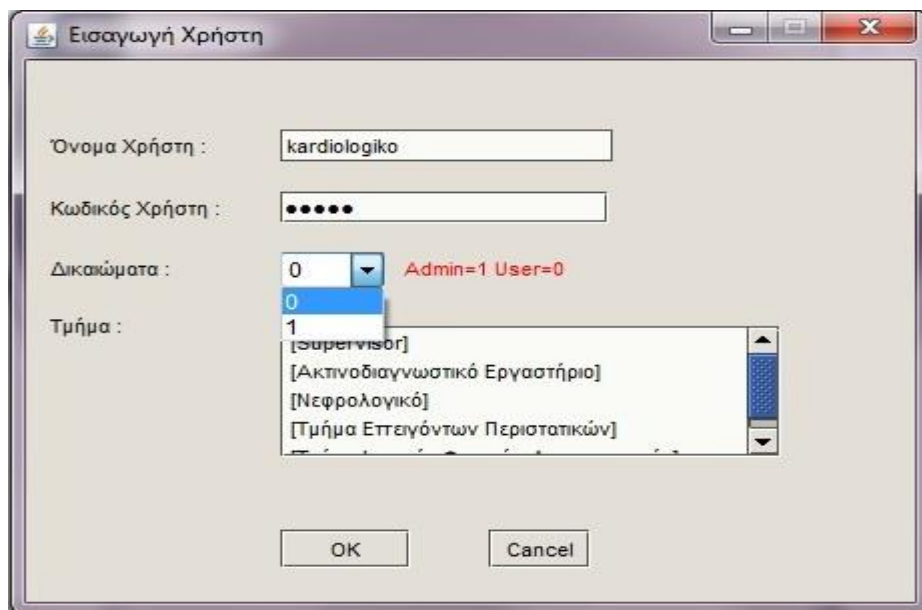 Εισαγωγή Χρήστη
Όνομα Χρήστη : kardiologiko
Κωδικός Χρήστη : •••••
Δικαιώματα : 0 Admin=1 User=0
0
1
Τμήμα :
[Supervisor]
[Ακτινοδιαγνωστικό Εργαστήριο]
[Νεφρολογικό]
[Τμήμα Επειγόντων Περιστατικών]
OK Cancel